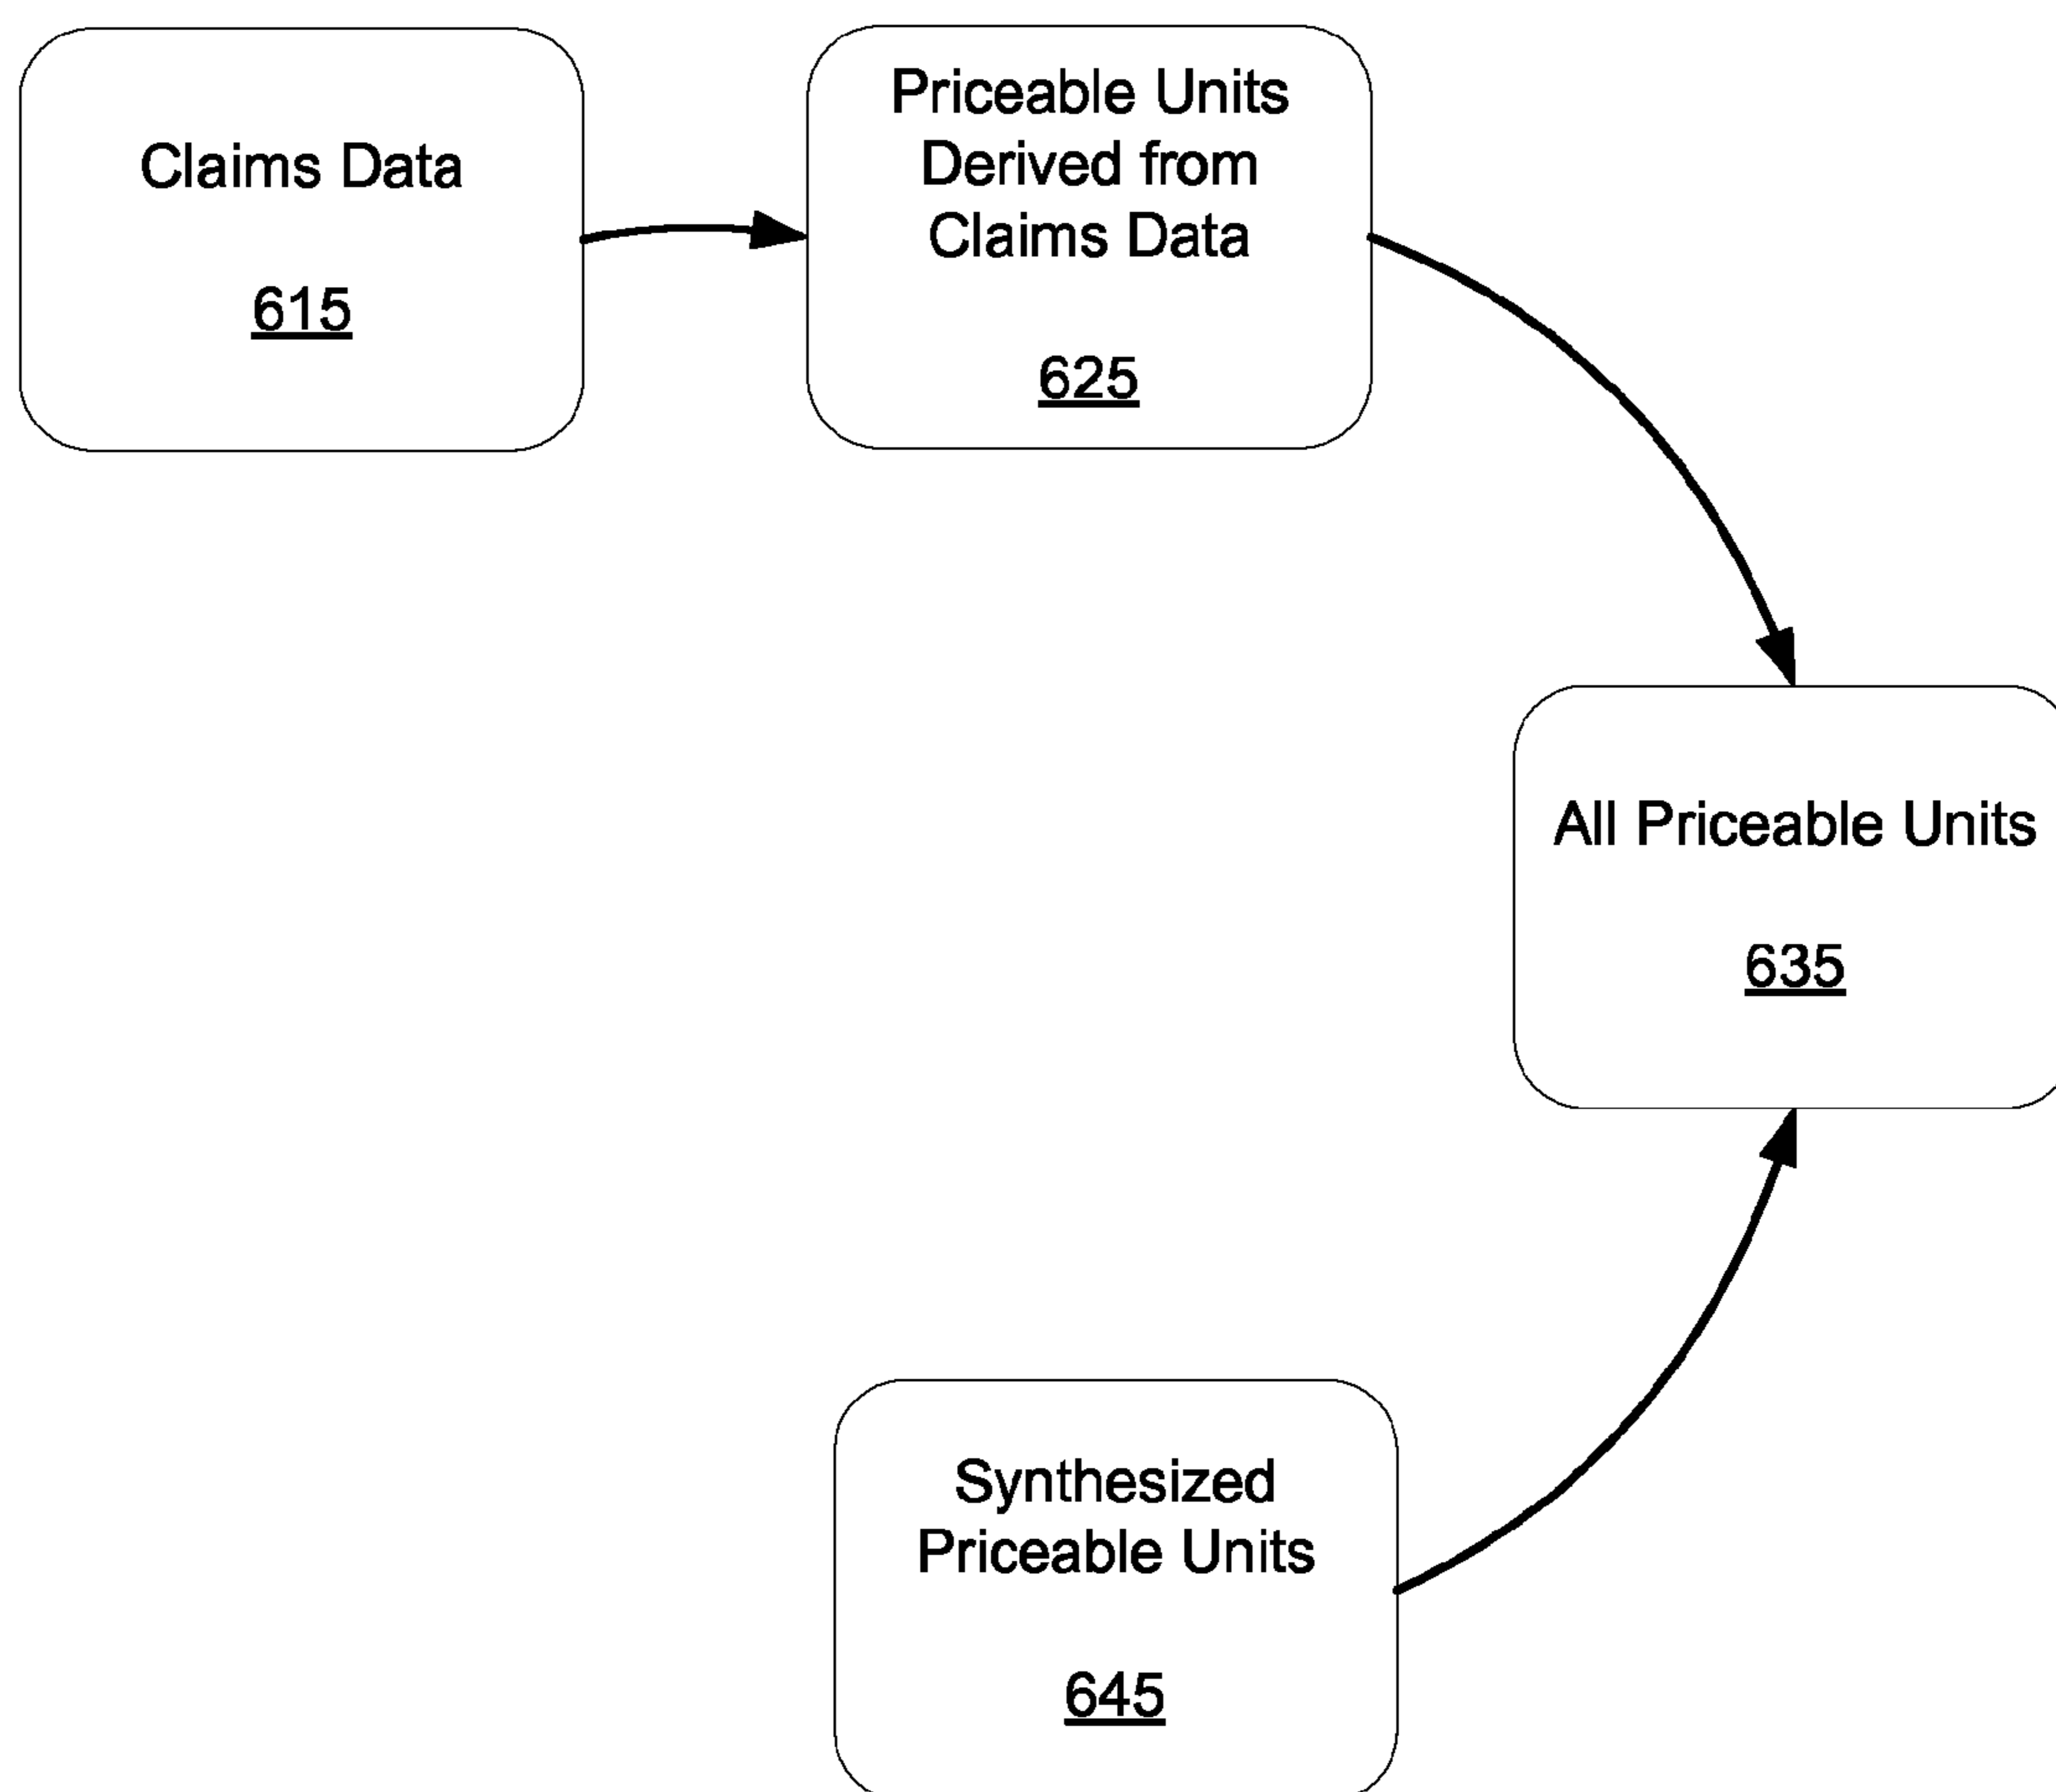 Claims Data
615
Priceable Units
Derived from
Claims Data
625
All Priceable Units
635
Synthesized
Priceable Units
645